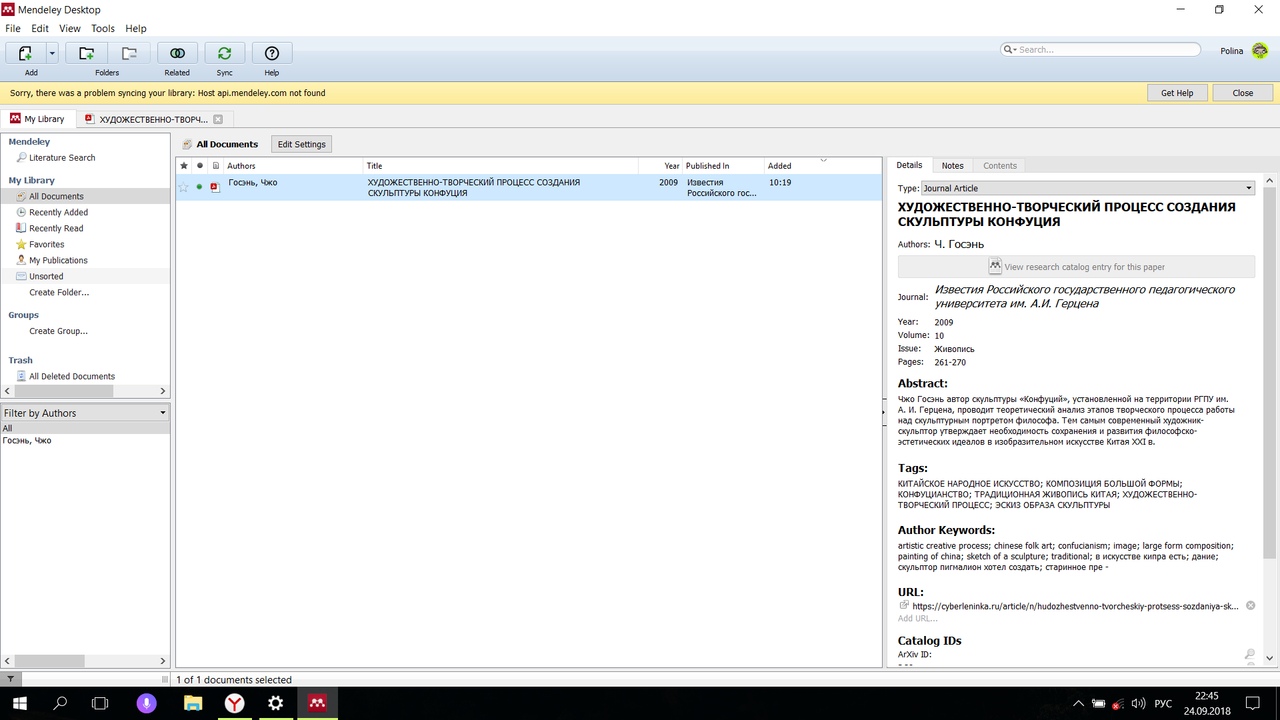 Mendeley Desktop
File Edit View Tools Help
Add Folders Related Sync Help
Search...
Polina
Sorry, there was a problem syncing your library: Host api.mendeley.com not found
Get Help Close
My Library ХУДОЖЕСТВЕННО-ТВОРЧ...
Mendeley
Literature Search
My Library
All Documents
Recently Added
Recently Read
Favorites
My Publications
Unsorted
Create Folder...
Groups
Create Group...
Trash
All Deleted Documents
Filter by Authors
All
Госэнь, Чжо
All Documents Edit Settings
Authors Title Year Published In Added
Госэнь, Чжо ХУДОЖЕСТВЕННО-ТВОРЧЕСКИЙ ПРОЦЕСС СОЗДАНИЯ 2009 Известия 10:19
СКУЛЬПТУРЫ КОНФУЦИЯ Российского гос...
Details Notes Contents
Type: Journal Article
ХУДОЖЕСТВЕННО-ТВОРЧЕСКИЙ ПРОЦЕСС СОЗДАНИЯ
СКУЛЬПТУРЫ КОНФУЦИЯ
Authors: Ч. Госэнь
View research catalog entry for this paper
Journal: Известия Российского государственного педагогического
университета им. А.И. Герцена
Year: 2009
Volume: 10
Issue: Живопись
Pages: 261-270
Abstract:
Чжо Госэнь автор скульптуры «Конфуций», установленной на территории РГПУ им.
А. И. Герцена, проводит теоретический анализ этапов творческого процесса работы
над скульптурным портретом философа. Тем самым современный художник-
скульптор утверждает необходимость сохранения и развития философско-
эстетических идеалов в изобразительном искусстве Китая XXI в.
Tags:
КИТАЙСКОЕ НАРОДНОЕ ИСКУССТВО; КОМПОЗИЦИЯ БОЛЬШОЙ ФОРМЫ;
КОНФУЦИАНСТВО; ТРАДИЦИОННАЯ ЖИВОПИСЬ КИТАЯ; ХУДОЖЕСТВЕННО-
ТВОРЧЕСКИЙ ПРОЦЕСС; ЭСКИЗ ОБРАЗА СКУЛЬПТУРЫ
Author Keywords:
artistic creative process; chinese folk art; confucianism; image; large form composition;
painting of china; sketch of a sculpture; traditional; в искусстве кипра есть; дание;
скульптор пигмалион хотел создать; старинное пре -
URL:
https://cyberleninka.ru/article/n/hudozhestvenno-tvorcheskiy-protsess-sozdaniya-sk...
Add URL...
Catalog IDs
ArXiv ID:
1 of 1 documents selected
РУС
22:45
24.09.2018